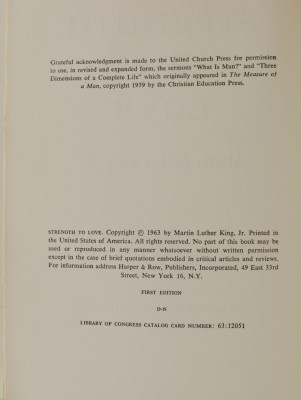 Grateful acknowledgment is made to the United Church Press for permission
to use, in revised and expanded form, the sermons "What Is Man?" and "Three
Dimensions of a Complete Life" which originally appeared in The Measure of
a Man, copyright 1959 by the Christian Education Press.
STRENGTH TO LOVE. Copyright © 1963 by Martin Luther King, Jr. Printed in
the United States of America. All rights reserved. No part of this book may be
used or reproduced in any manner whatsoever without written permission
except in the case of brief quotations embodied in critical articles and reviews.
For information address Harper & Row, Publishers, Incorporated, 49 East 33rd
Street, New York 16, N.Y.
FIRST EDITION
D-N
LIBRARY OF CONGRESS CATALOG CARD NUMBER: 63:12051